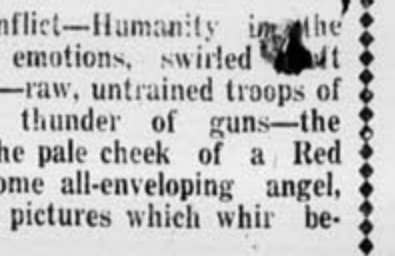 nflict—Humanity in the
emotions, swirled
—raw, untrained troops of
thunder of guns—the
he pale cheek of a Red
ome all-enveloping angel,
pictures which whir be-